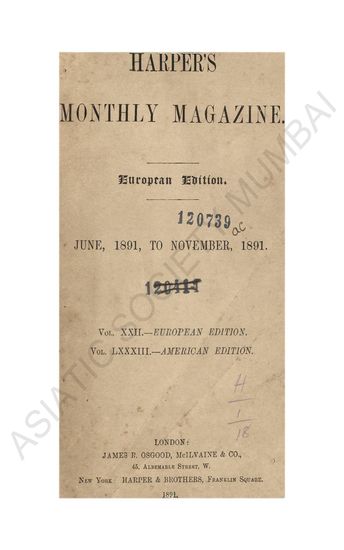 HARPER'S
MONTHLY MAGAZINE.
European Edition.
120739
ac
JUNE, 1891, TO NOVEMBER, 1891.
VOL. XXII.—EUROPEAN EDITION.
VOL. LXXXIII.—AMERICAN EDITION.
H
1
18
LONDON:
JAMES R. OSGOOD, McILVAINE & CO.,
45, ALBEMARLE STREET, W.
NEW YORK HARPER & BROTHERS, FRANKLIN SQUARE.
1891.
ASIATIC SOCIETY MUMBAI